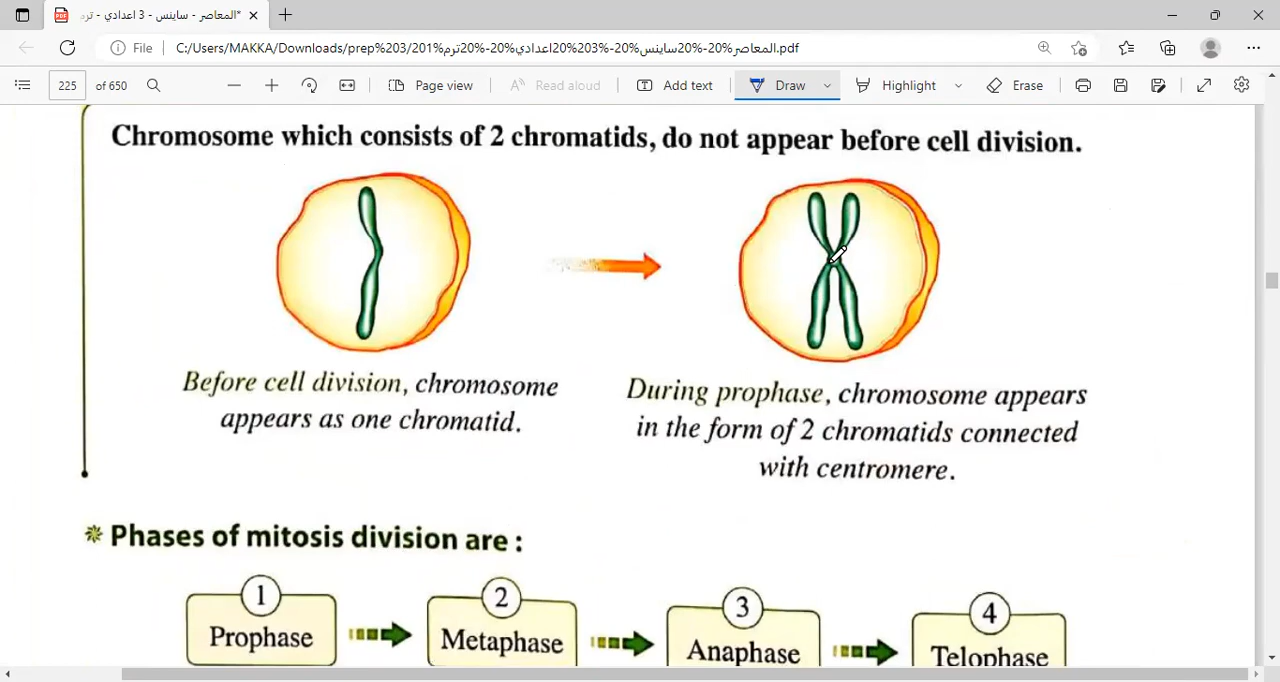 المعاصر - ساينس - 3 اعدادي - ترد*
File
C:/Users/MAKKA/Downloads/prep%203/201%المعاصر%20-%20ساينس%20-%203%20اعدادي%20-%20ترم.pdf
225 of 650
Page view
Read aloud
Add text
Draw
Highlight
Erase
Chromosome which consists of 2 chromatids, do not appear before cell division.
Before cell division, chromosome
appears as one chromatid.
During prophase, chromosome appears
in the form of 2 chromatids connected
with centromere.
Phases of mitosis division are :
1
Prophase
2
Metaphase
3
Anaphase
4
Telophase